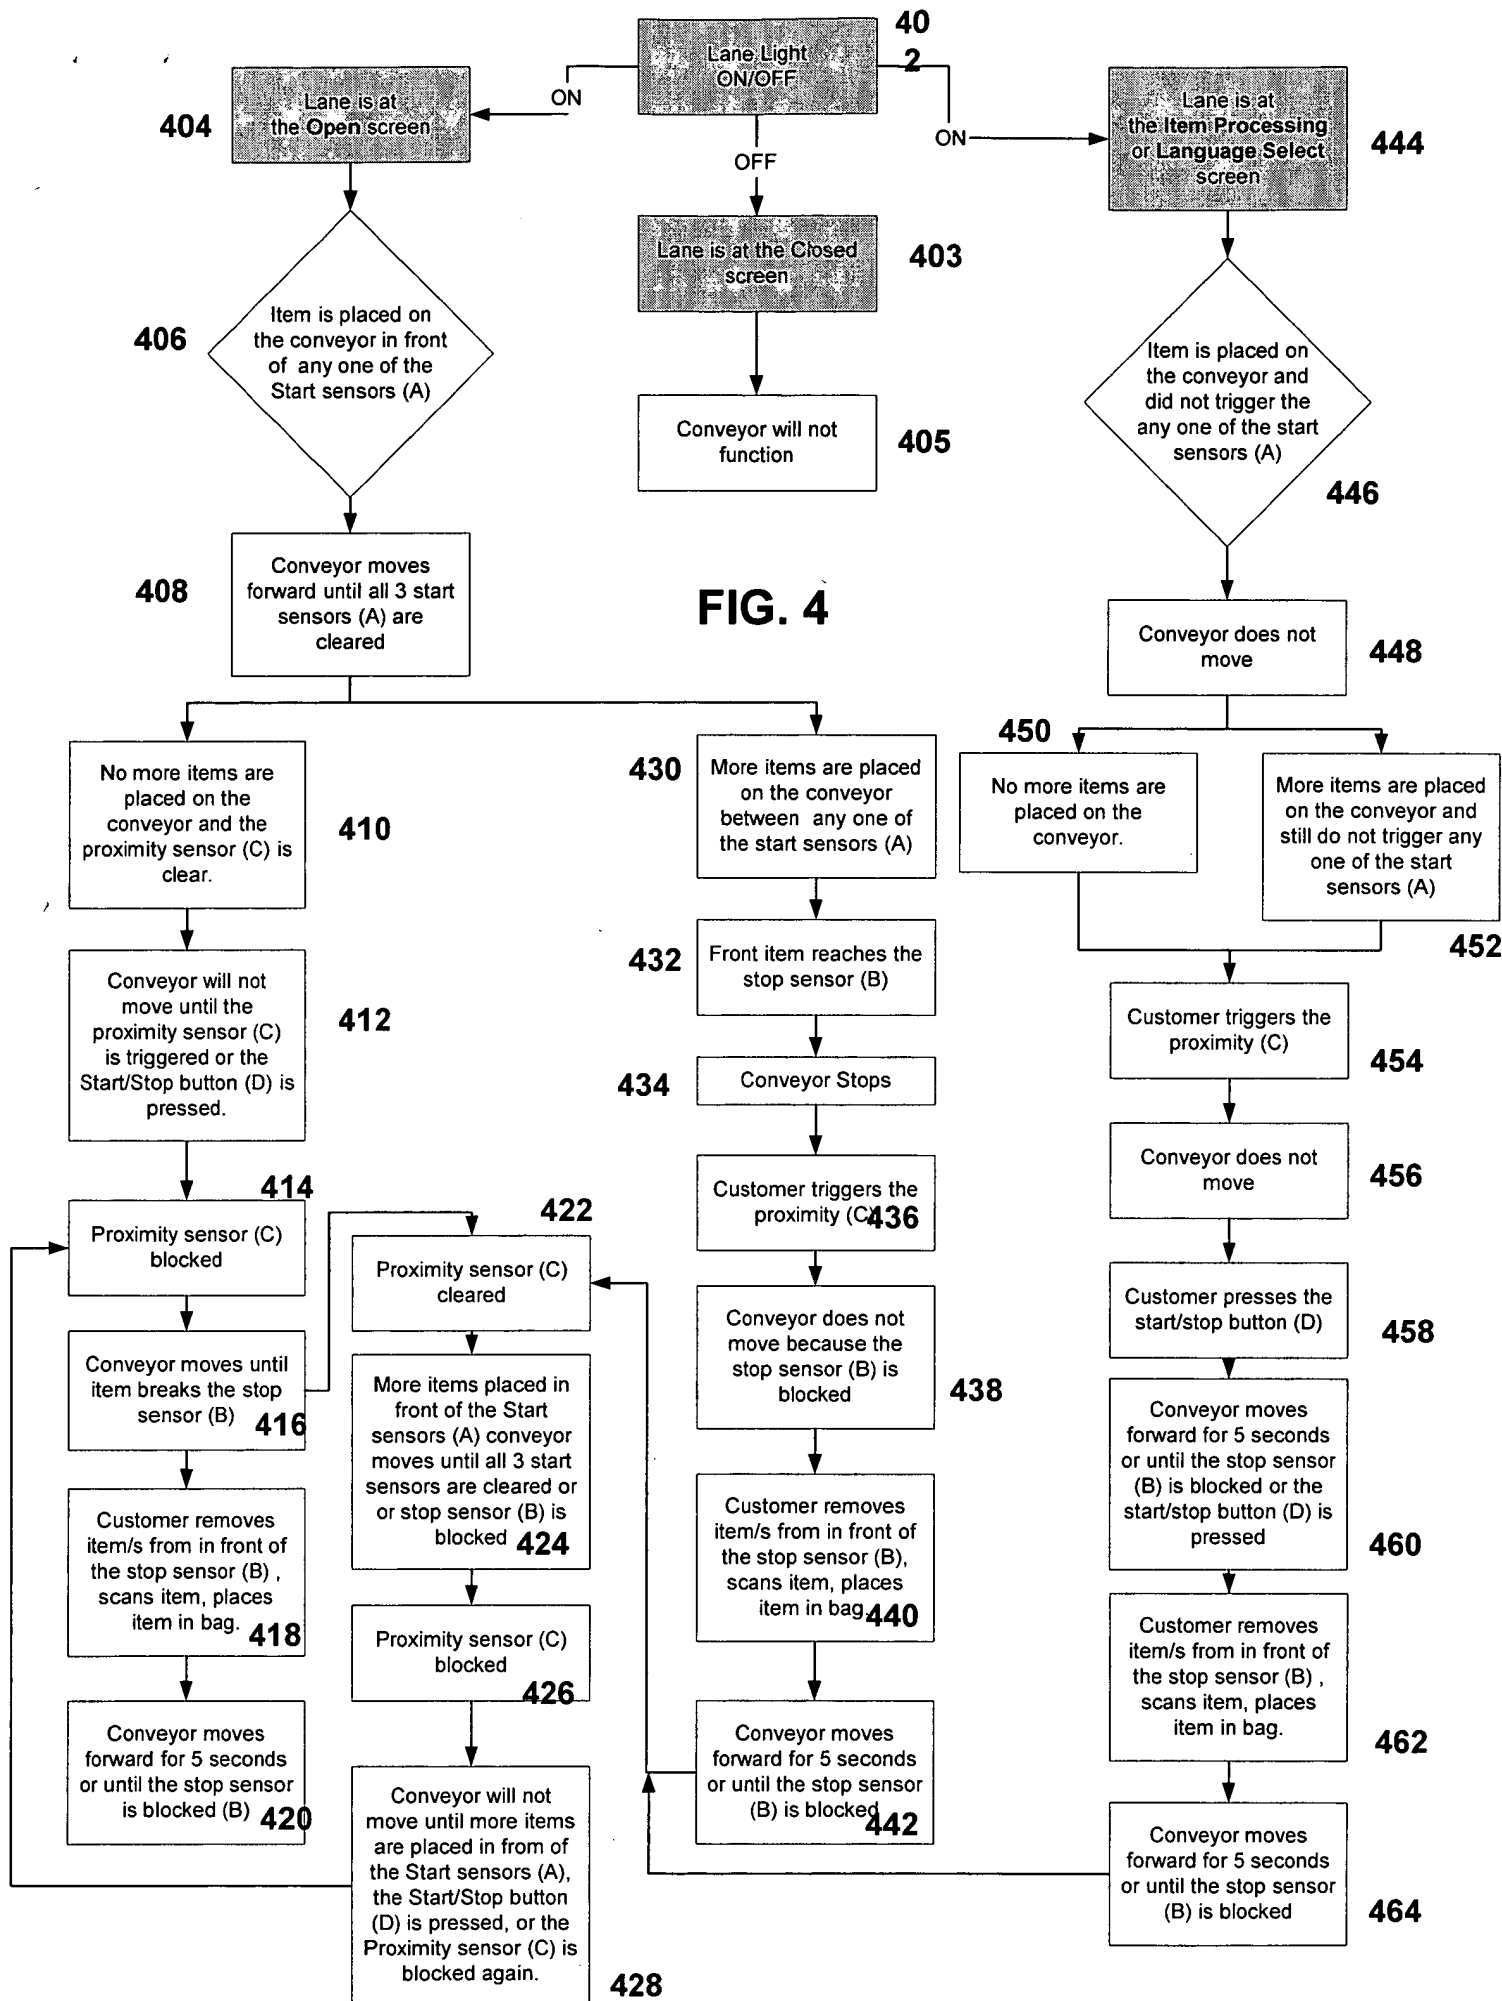 40
2
Lane Light
ON/OFF
ON
OFF
ON
404
Lane is at
the Open screen
Lane is at
the Item Processing
or Language Select
screen
444
Lane is at the Closed
screen
403
406
Item is placed on
the conveyor in front
of any one of the
Start sensors (A)
Conveyor will not
function
405
Item is placed on
the conveyor and
did not trigger the
any one of the start
sensors (A)
446
408
Conveyor moves
forward until all 3 start
sensors (A) are
cleared
FIG. 4
Conveyor does not
move
448
No more items are
placed on the
conveyor and the
proximity sensor (C) is
clear.
410
430
More items are placed
on the conveyor
between any one of
the start sensors (A)
450
No more items are
placed on the
conveyor.
More items are placed
on the conveyor and
still do not trigger any
one of the start
sensors (A)
452
Conveyor will not
move until the
proximity sensor (C)
is triggered or the
Start/Stop button (D) is
pressed.
412
432
Front item reaches the
stop sensor (B)
434
Conveyor Stops
Customer triggers the
proximity (C)
454
Conveyor does not
move
456
414
Proximity sensor (C)
blocked
422
Proximity sensor (C)
cleared
Customer triggers the
proximity (C)
436
Customer presses the
start/stop button (D)
458
Conveyor moves until
item breaks the stop
sensor (B)
416
More items placed in
front of the Start
sensors (A) conveyor
moves until all 3 start
sensors are cleared or
or stop sensor (B) is
blocked
424
Conveyor does not
move because the
stop sensor (B) is
blocked
438
Conveyor moves
forward for 5 seconds
or until the stop sensor
(B) is blocked or the
start/stop button (D) is
pressed
460
Customer removes
item/s from in front of
the stop sensor (B) ,
scans item, places
item in bag.
418
Proximity sensor (C)
blocked
426
Customer removes
item/s from in front of
the stop sensor (B),
scans item, places
item in bag.
440
Customer removes
item/s from in front of
the stop sensor (B) ,
scans item, places
item in bag.
462
Conveyor moves
forward for 5 seconds
or until the stop sensor
is blocked (B)
420
Conveyor will not
move until more items
are placed in from of
the Start sensors (A),
the Start/Stop button
(D) is pressed, or the
Proximity sensor (C) is
blocked again.
428
Conveyor moves
forward for 5 seconds
or until the stop sensor
(B) is blocked
442
Conveyor moves
forward for 5 seconds
or until the stop sensor
(B) is blocked
464